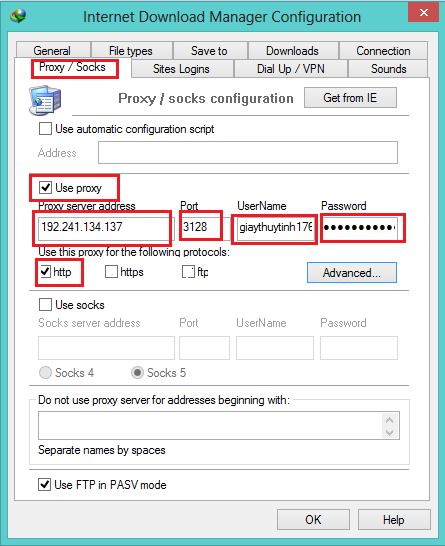 Internet Download Manager Configuration
General File types Save to Downloads Connection
Proxy / Socks Sites Logins Dial Up / VPN Sounds
Proxy / socks configuration Get from IE
Use automatic configuration script
Address
Use proxy
Proxy server address Port UserName Password
192.241.134.137 3128 giaythuytinh176 ●●●●●●●●●●●
Use this proxy for the following protocols:
http https ftp Advanced...
Use socks
Socks server address Port UserName Password
Socks 4 Socks 5
Do not use proxy server for addresses beginning with:
Separate names by spaces
Use FTP in PASV mode
OK Help